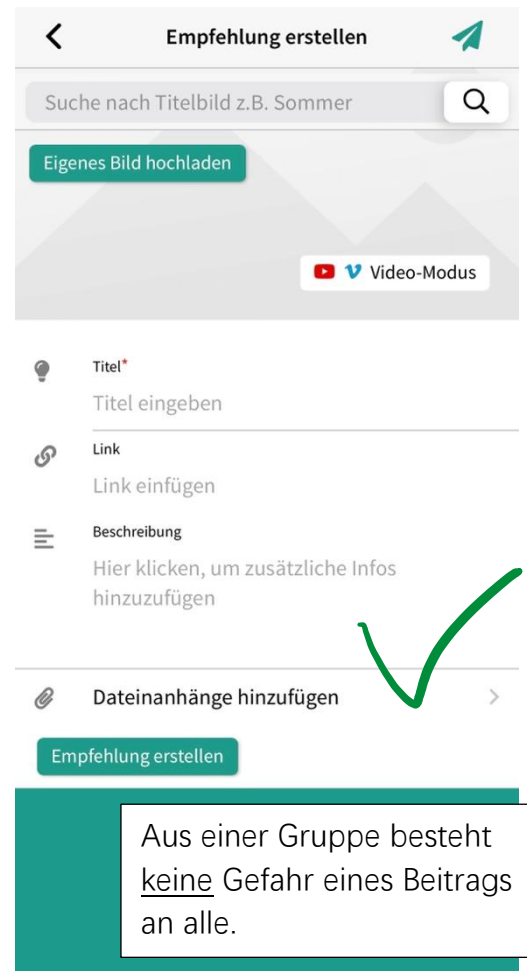 Empfehlung erstellen
Suche nach Titelbild z.B. Sommer
Eigenes Bild hochladen
Video-Modus
Titel*
Titel eingeben
Link
Link einfügen
Beschreibung
Hier klicken, um zusätzliche Infos
hinzuzufügen
Dateinanhänge hinzufügen
Empfehlung erstellen
Aus einer Gruppe besteht
keine Gefahr eines Beitrags
an alle.